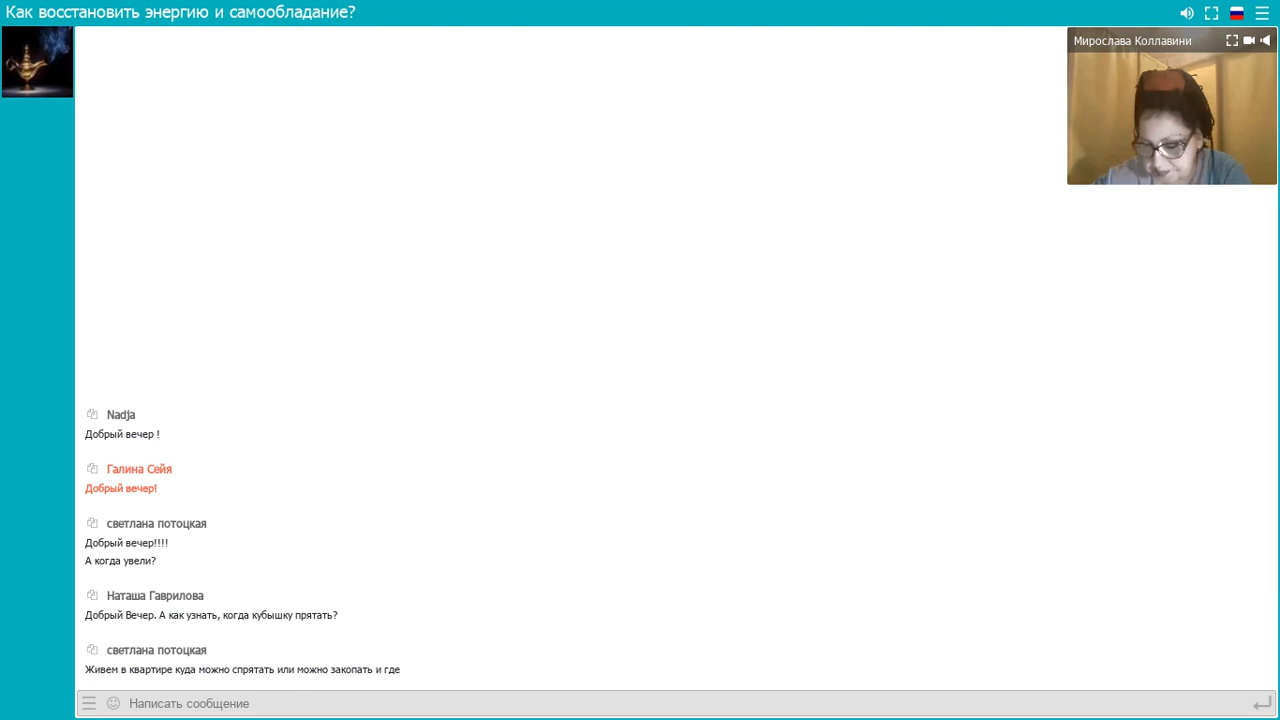 Как восстановить энергию и самообладание?
Мирослава Коллавини
Nadja
Добрый вечер !
Галина Сейя
Добрый вечер!
светлана потоцкая
Добрый вечер!!!!
А когда увели?
Наташа Гаврилова
Добрый Вечер. А как узнать, когда кубышку прятать?
светлана потоцкая
Живем в квартире куда можно спрятать или можно закопать и где
Написать сообщение